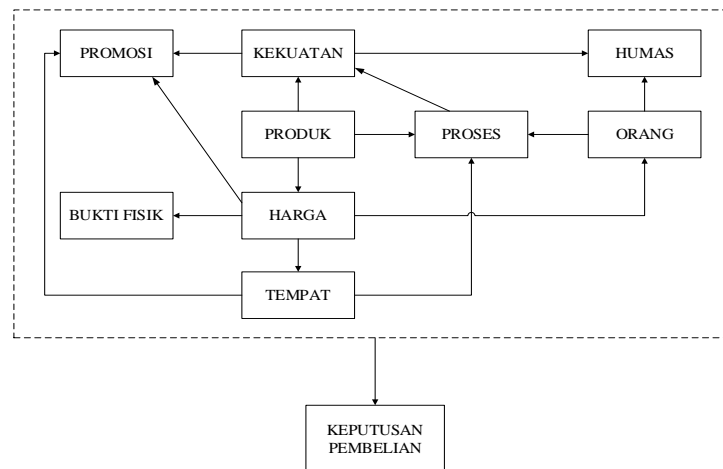 PROMOSI
KEKUATAN
HUMAS
PRODUK
PROSES
ORANG
BUKTI FISIK
HARGA
TEMPAT
KEPUTUSAN
PEMBELIAN